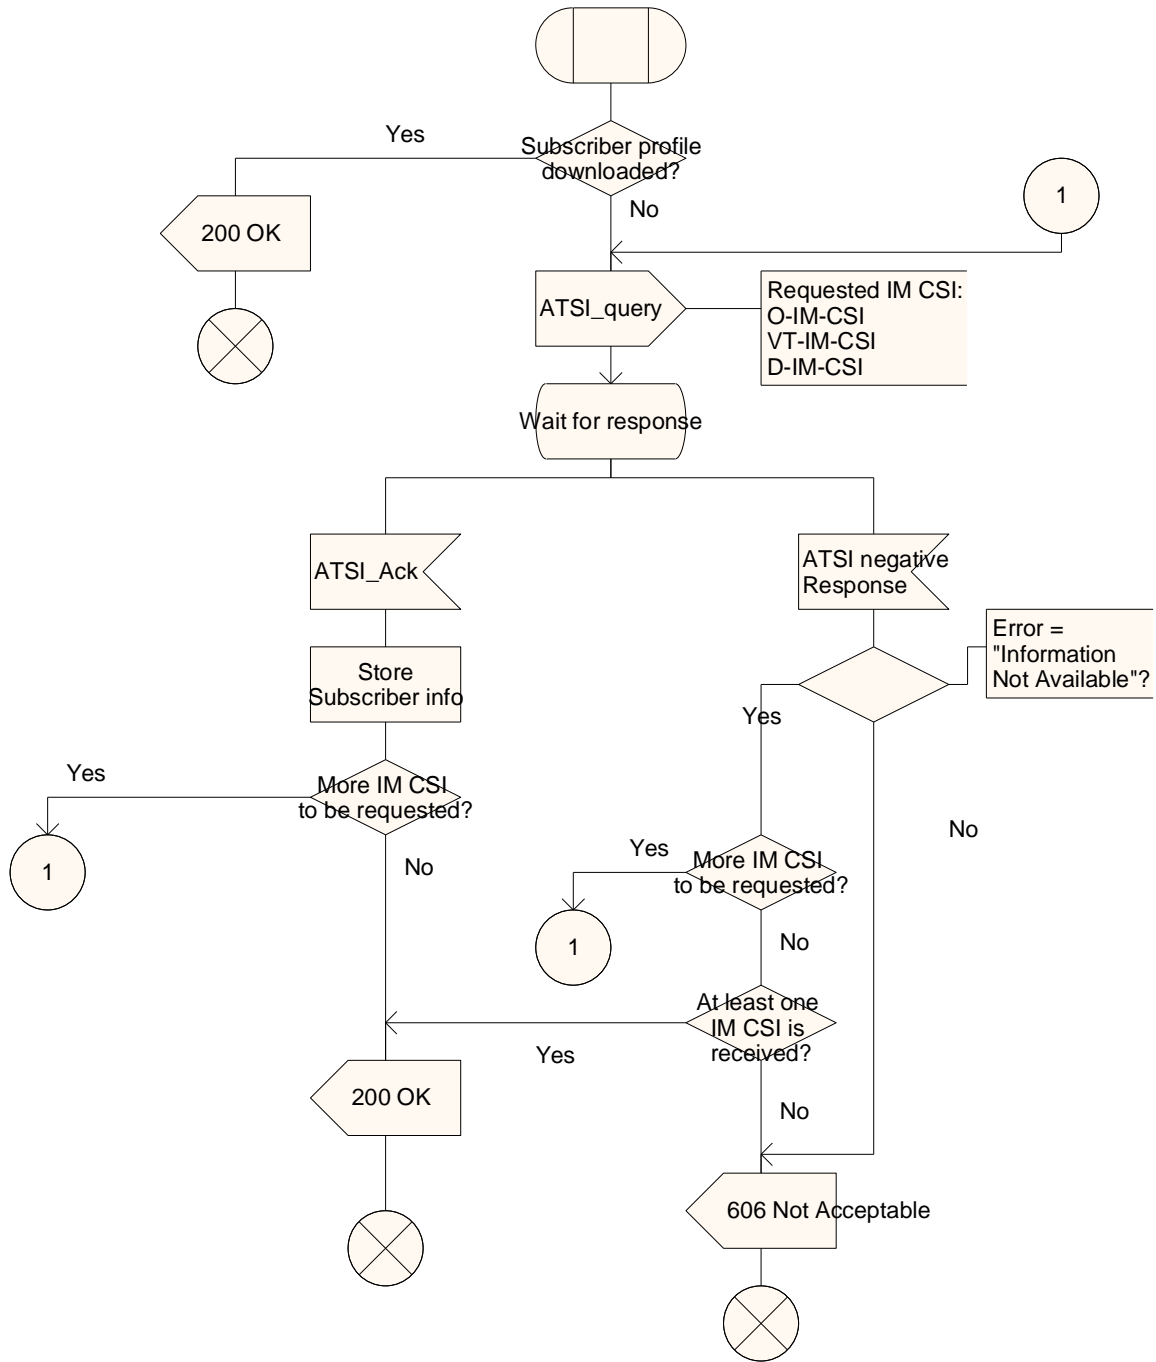 Yes
Subscriber profile
downloaded?
No
1
200 OK
ATSI_query
Requested IM CSI:
O-IM-CSI
VT-IM-CSI
D-IM-CSI
Wait for response
ATSI_Ack
ATSI negative
Response
Store
Subscriber info
Error =
"Information
Not Available"?
Yes
Yes
More IM CSI
to be requested?
No
1
No
Yes
More IM CSI
to be requested?
1
No
At least one
IM CSI is
received?
Yes
200 OK
No
606 Not Acceptable